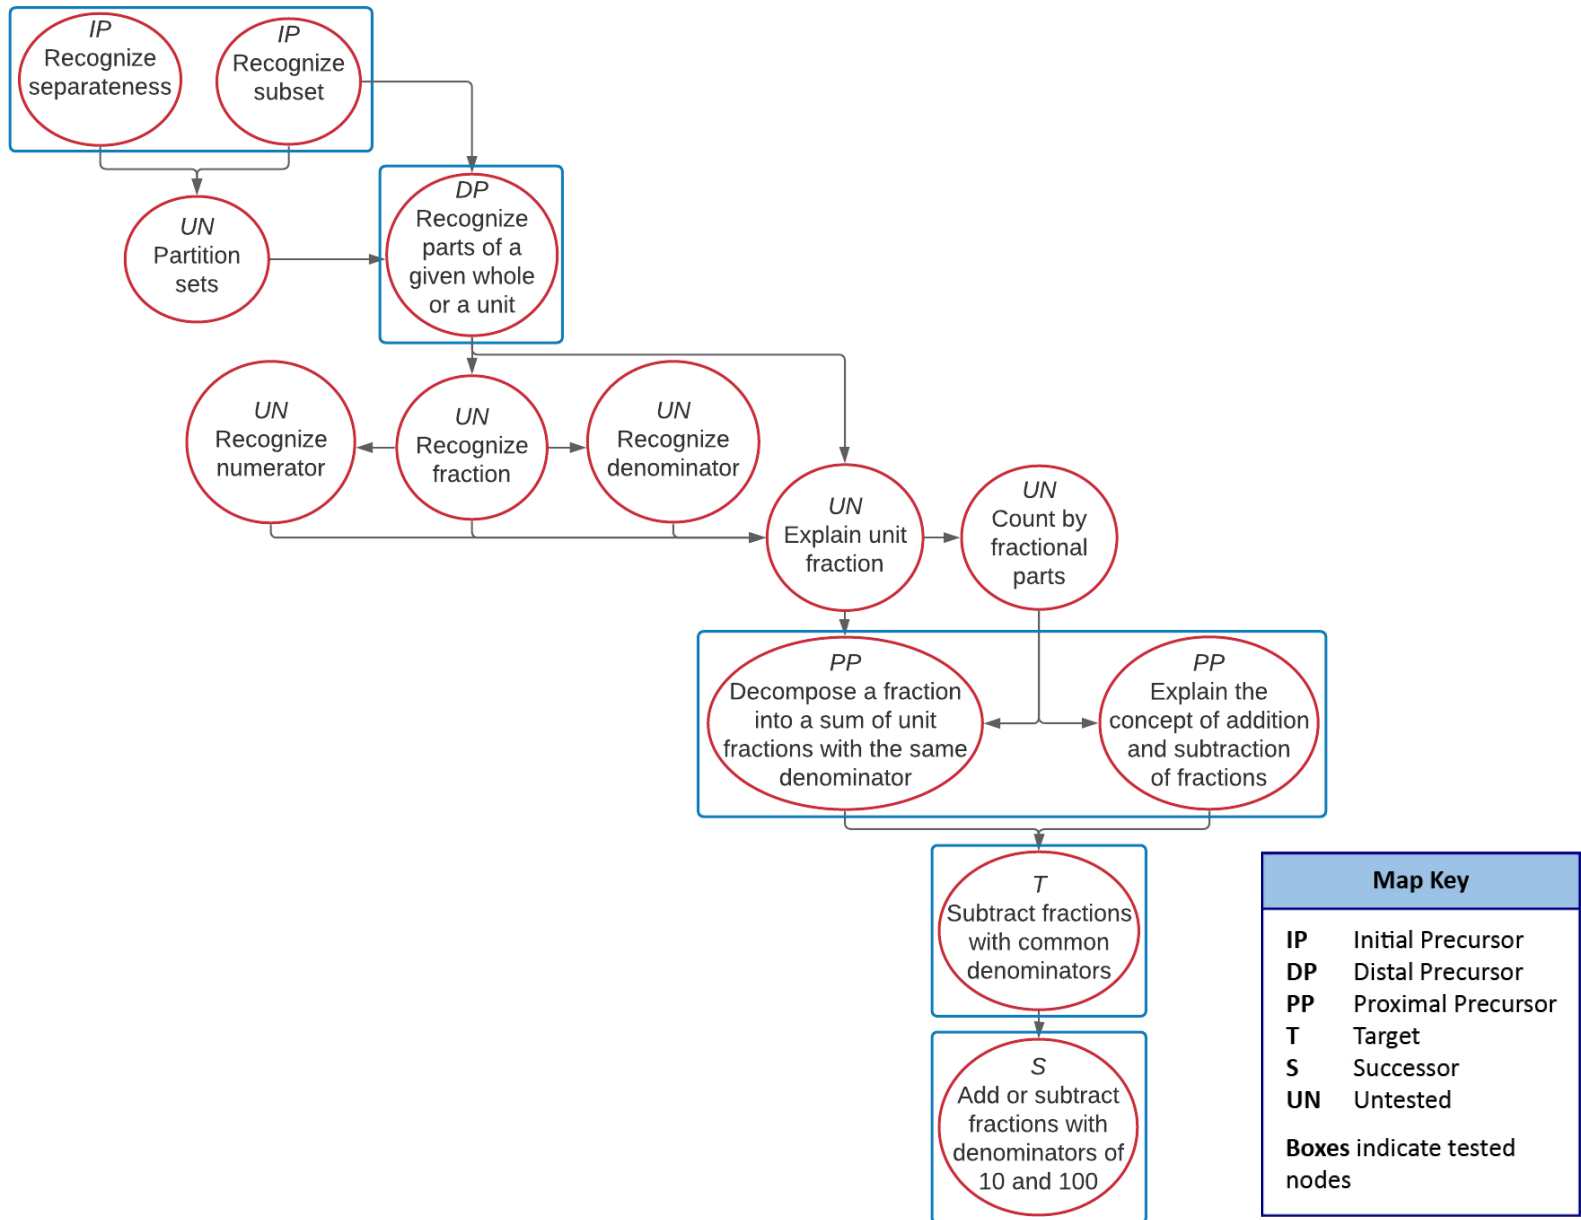 IP
Recognize
separateness
IP
Recognize
subset
UN
Partition
sets
DP
Recognize
parts of a
given whole
or a unit
UN
Recognize
numerator
UN
Recognize
fraction
UN
Recognize
denominator
UN
Explain unit
fraction
UN
Count by
fractional
parts
PP
Decompose a fraction
into a sum of unit
fractions with the same
denominator
PP
Explain the
concept of addition
and subtraction
of fractions
T
Subtract fractions
with common
denominators
S
Add or subtract
fractions with
denominators of
10 and 100
Map Key
IP Initial Precursor
DP Distal Precursor
PP Proximal Precursor
T Target
S Successor
UN Untested
Boxes indicate tested
nodes